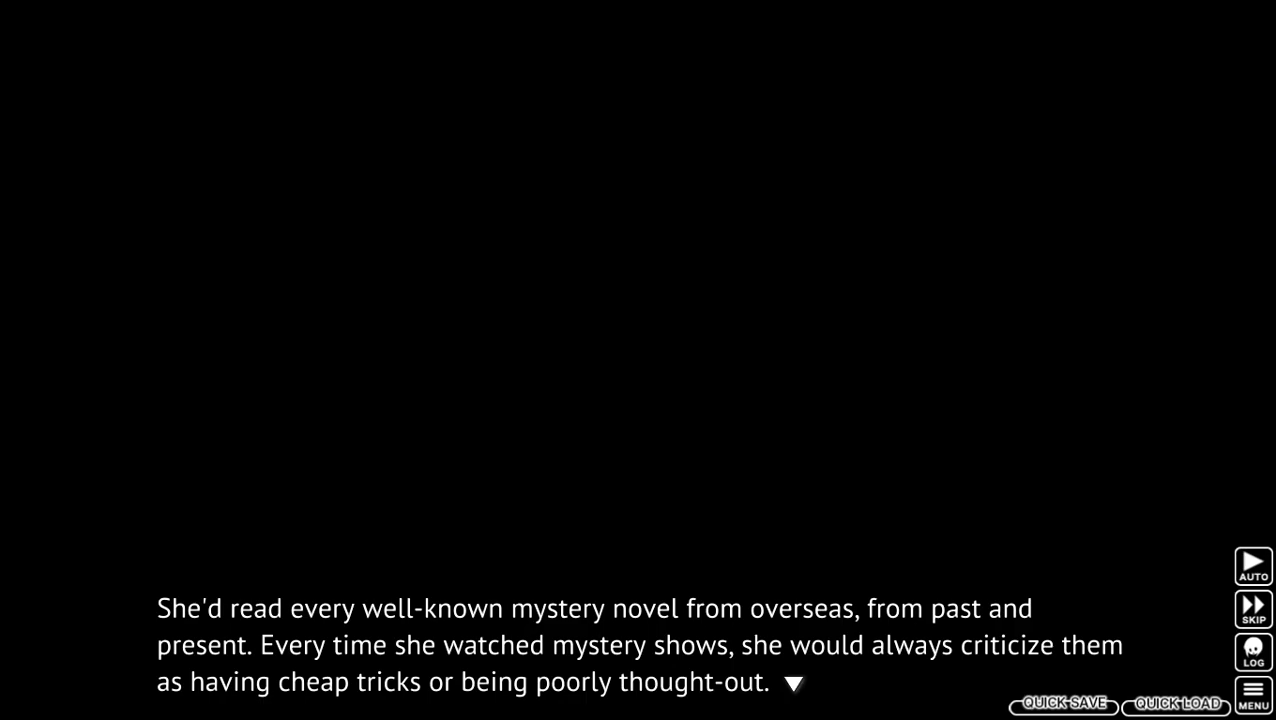 She'd read every well-known mystery novel from overseas, from past and
present. Every time she watched mystery shows, she would always criticize them
as having cheap tricks or being poorly thought-out.
AUTO
SKIP
LOG
MENU
QUICK SAVE
QUICK LOAD